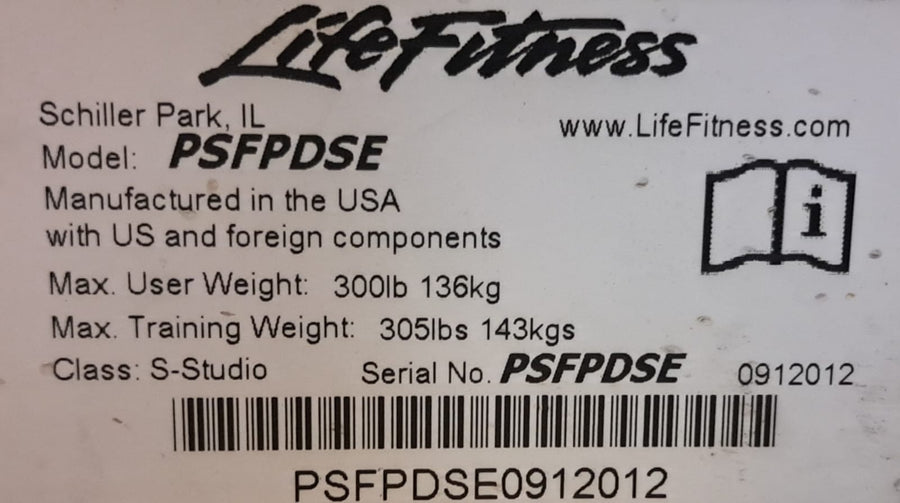 LifeFitness
Schiller Park, IL
www.LifeFitness.com
Model: PSFPDSE
Manufactured in the USA
with US and foreign components
i
Max. User Weight: 300lb 136kg
Max. Training Weight: 305lbs 143kgs
Class: S-Studio Serial No. PSFPDSE 0912012
PSFPDSE0912012